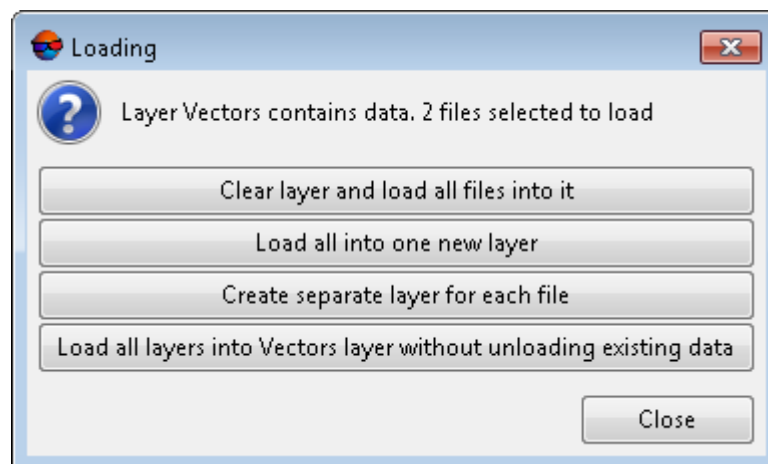 Loading
Layer Vectors contains data. 2 files selected to load
Clear layer and load all files into it
Load all into one new layer
Create separate layer for each file
Load all layers into Vectors layer without unloading existing data
Close